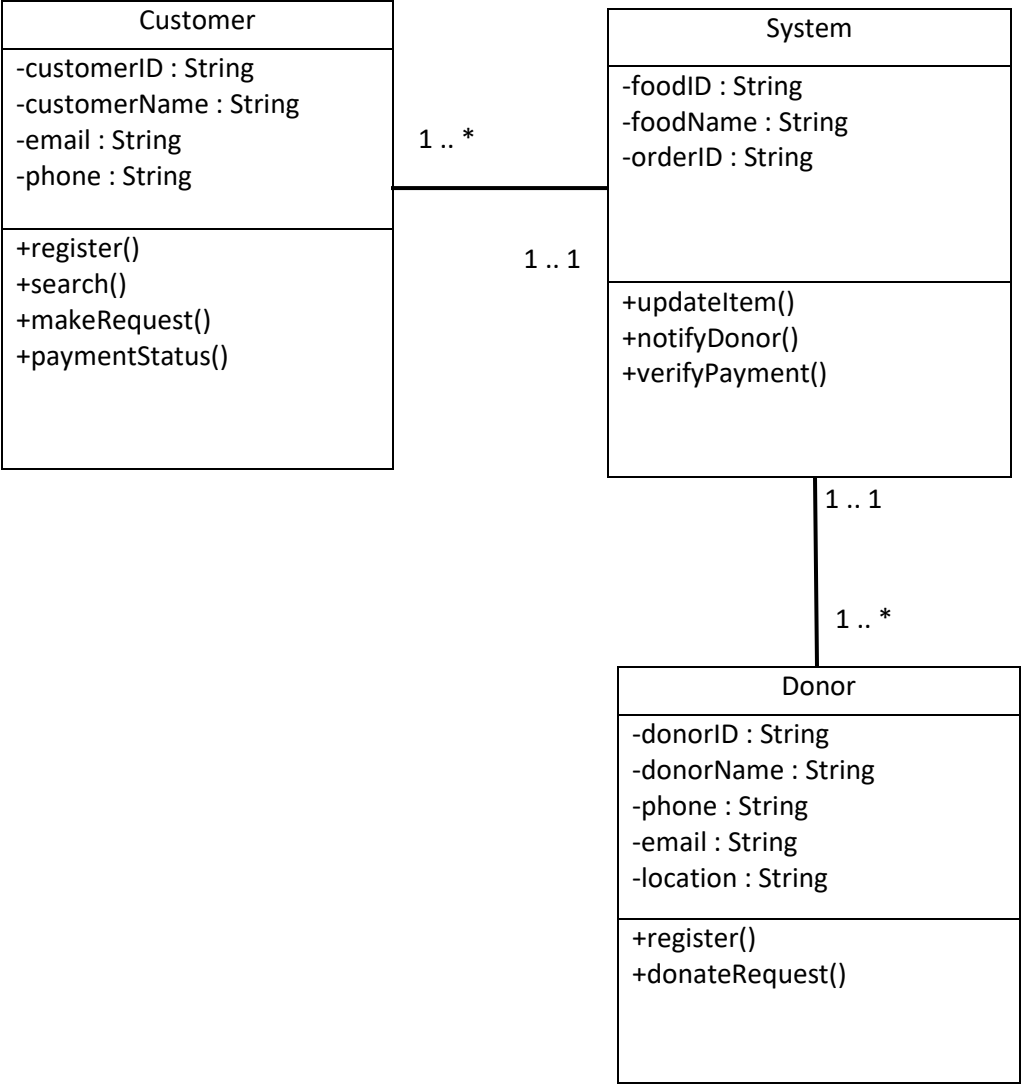 Customer
-customerID : String
-customerName : String
-email : String
-phone : String
+register()
+search()
+makeRequest()
+paymentStatus()
1 .. *
1 .. 1
System
-foodID : String
-foodName : String
-orderID : String
+updateItem()
+notifyDonor()
+verifyPayment()
1 .. 1
1 .. *
Donor
-donorID : String
-donorName : String
-phone : String
-email : String
-location : String
+register()
+donateRequest()